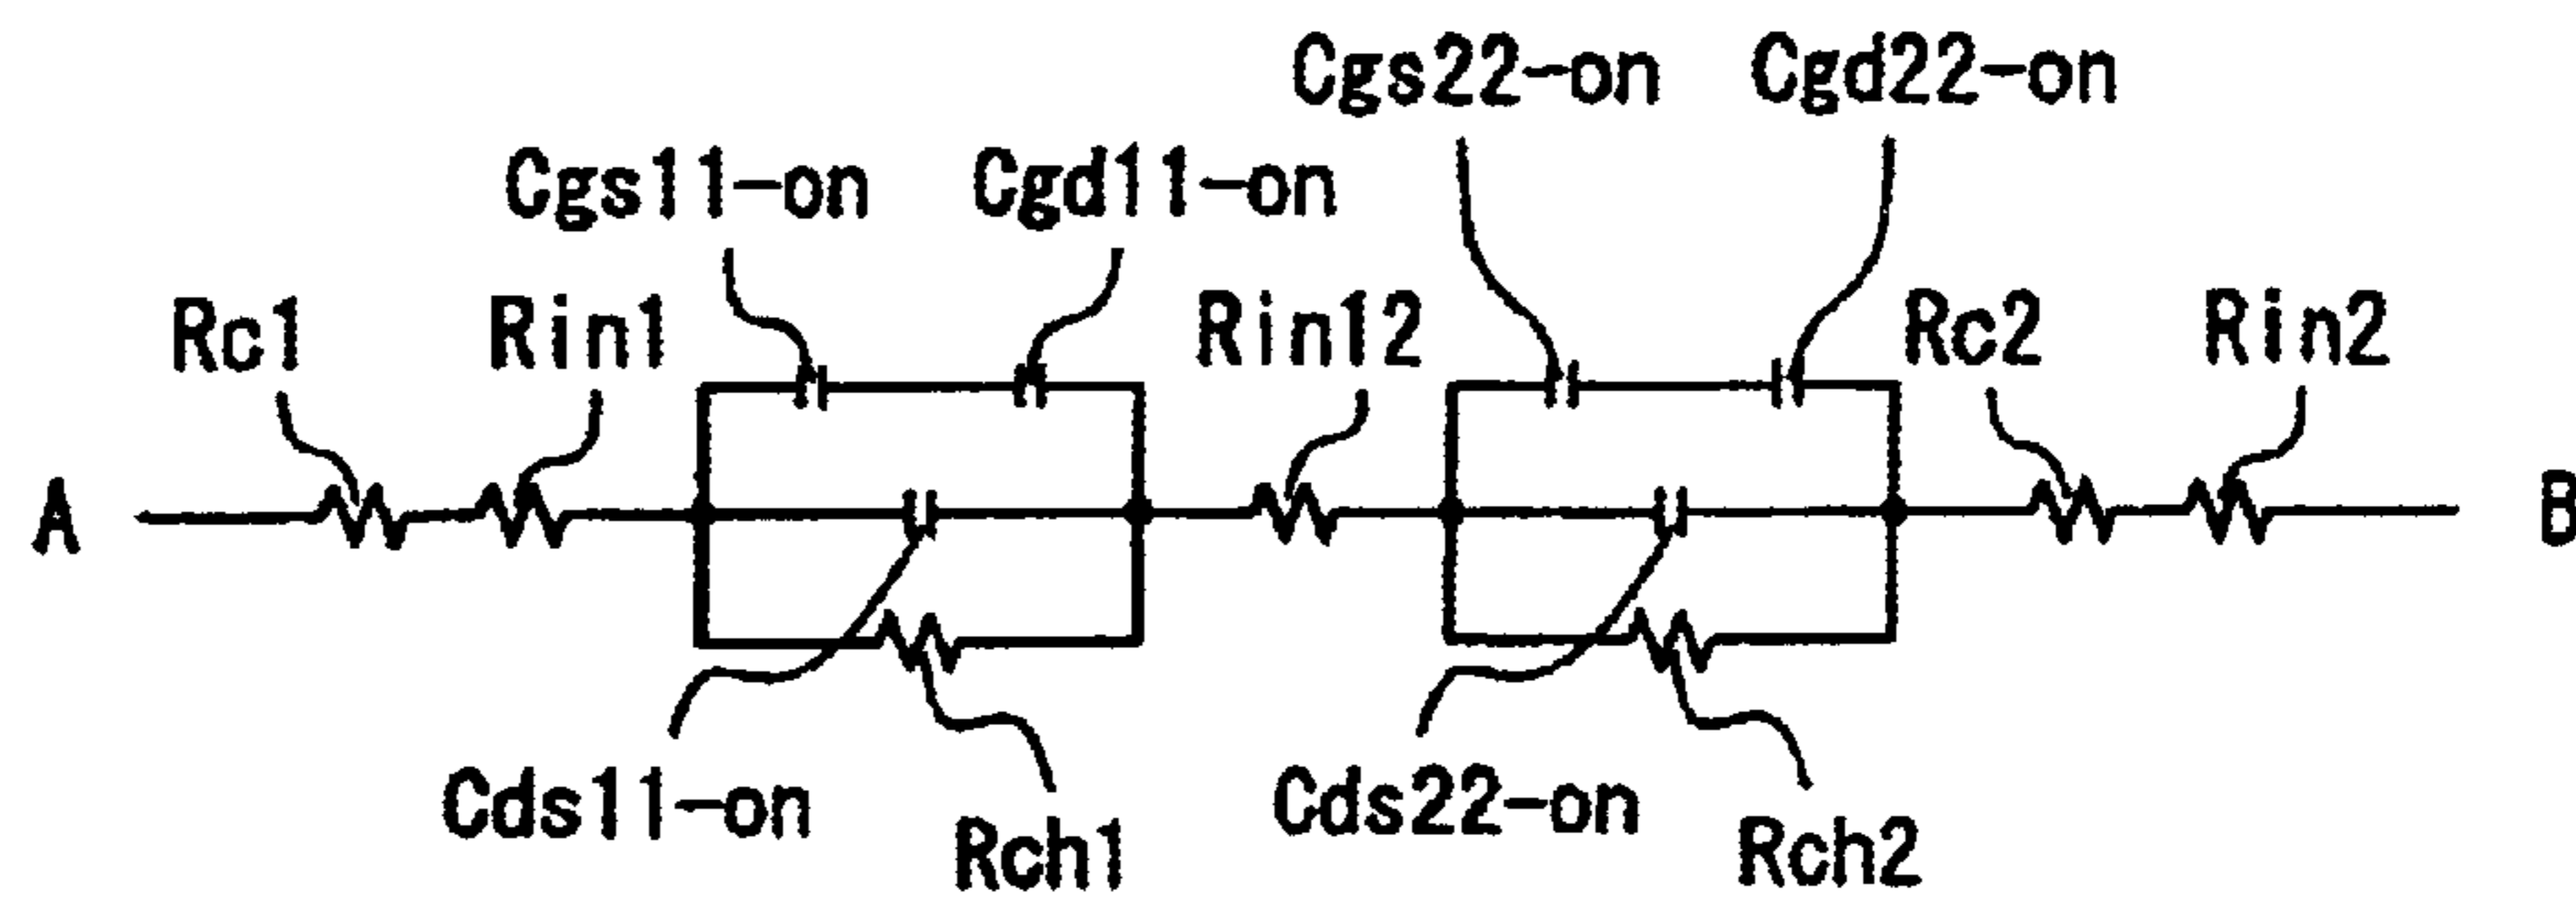 Cgs22-on Cgd22-on
Cgs11-on Cgd11-on
Rc1 Rin1 Rin12 Rc2 Rin2
A B
Cds11-on Cds22-on
Rch1 Rch2